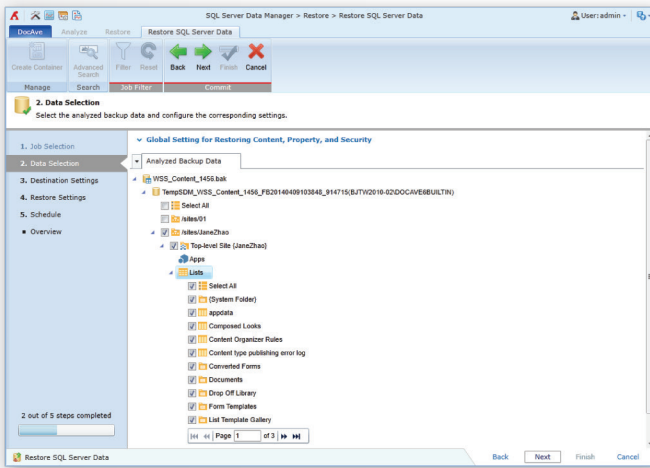 SQL Server Data Manager > Restore > Restore SQL Server Data
User: admin
DocAve Analyze Restore Restore SQL Server Data
Create Container Advanced Search Filter Reset Back Next Finish Cancel
Manage Search Job Filter Commit
2. Data Selection
Select the analyzed backup data and configure the corresponding settings.
1. Job Selection
2. Data Selection
3. Destination Settings
4. Restore Settings
5. Schedule
Overview
2 out of 5 steps completed
Global Setting for Restoring Content, Property, and Security
Analyzed Backup Data
WSS_Content_1456.bak
TempSDM_WSS_Content_1456_FB20140409103848_914715(BJTW2010-02\DOCAVE6BUILTIN)
Select All
/sites/01
/sites/JaneZhao
Top-level Site (JaneZhao)
Apps
Lists
Select All
(System Folder)
appdata
Composed Looks
Content Organizer Rules
Content type publishing error log
Converted Forms
Documents
Drop Off Library
Form Templates
List Template Gallery
Page 1 of 3
Restore SQL Server Data
Back Next Finish Cancel